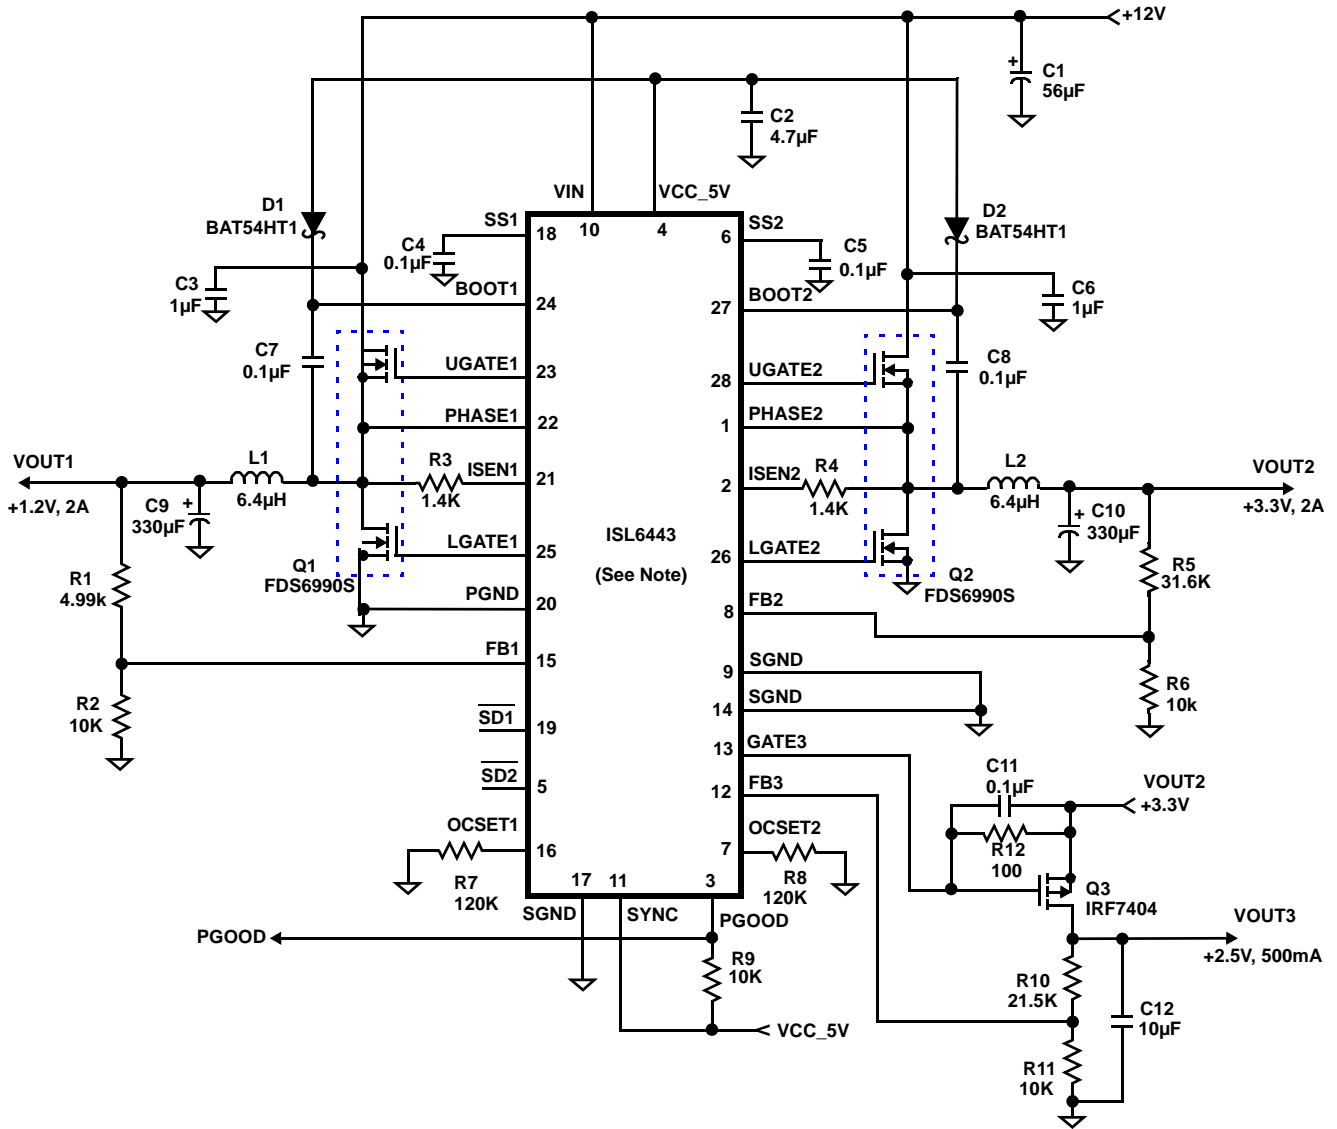 +12V
+
C1
56µF
C2
4.7µF
VIN
VCC_5V
D1
BAT54HT1
D2
BAT54HT1
SS1
18
10
4
6
SS2
C4
0.1µF
C5
0.1µF
C3
1µF
C6
1µF
BOOT1
24
27
BOOT2
C7
0.1µF
C8
0.1µF
UGATE1
23
28
UGATE2
PHASE1
22
1
PHASE2
VOUT1
+1.2V, 2A
L1
6.4µH
R3
1.4K
ISEN1
21
2
ISEN2
R4
1.4K
L2
6.4µH
VOUT2
+3.3V, 2A
C9
330µF
+
+
C10
330µF
ISL6443
(See Note)
LGATE1
25
26
LGATE2
Q1
FDS6990S
Q2
FDS6990S
R1
4.99k
R5
31.6K
PGND
20
8
FB2
FB1
15
9
SGND
R2
10K
R6
10k
14
SGND
SD1
19
13
GATE3
SD2
5
12
FB3
C11
0.1µF
VOUT2
+3.3V
OCSET1
16
7
OCSET2
R12
100
R7
120K
R8
120K
17
11
3
Q3
IRF7404
SGND
SYNC
PGOOD
PGOOD
VOUT3
+2.5V, 500mA
R9
10K
R10
21.5K
C12
10µF
VCC_5V
R11
10K